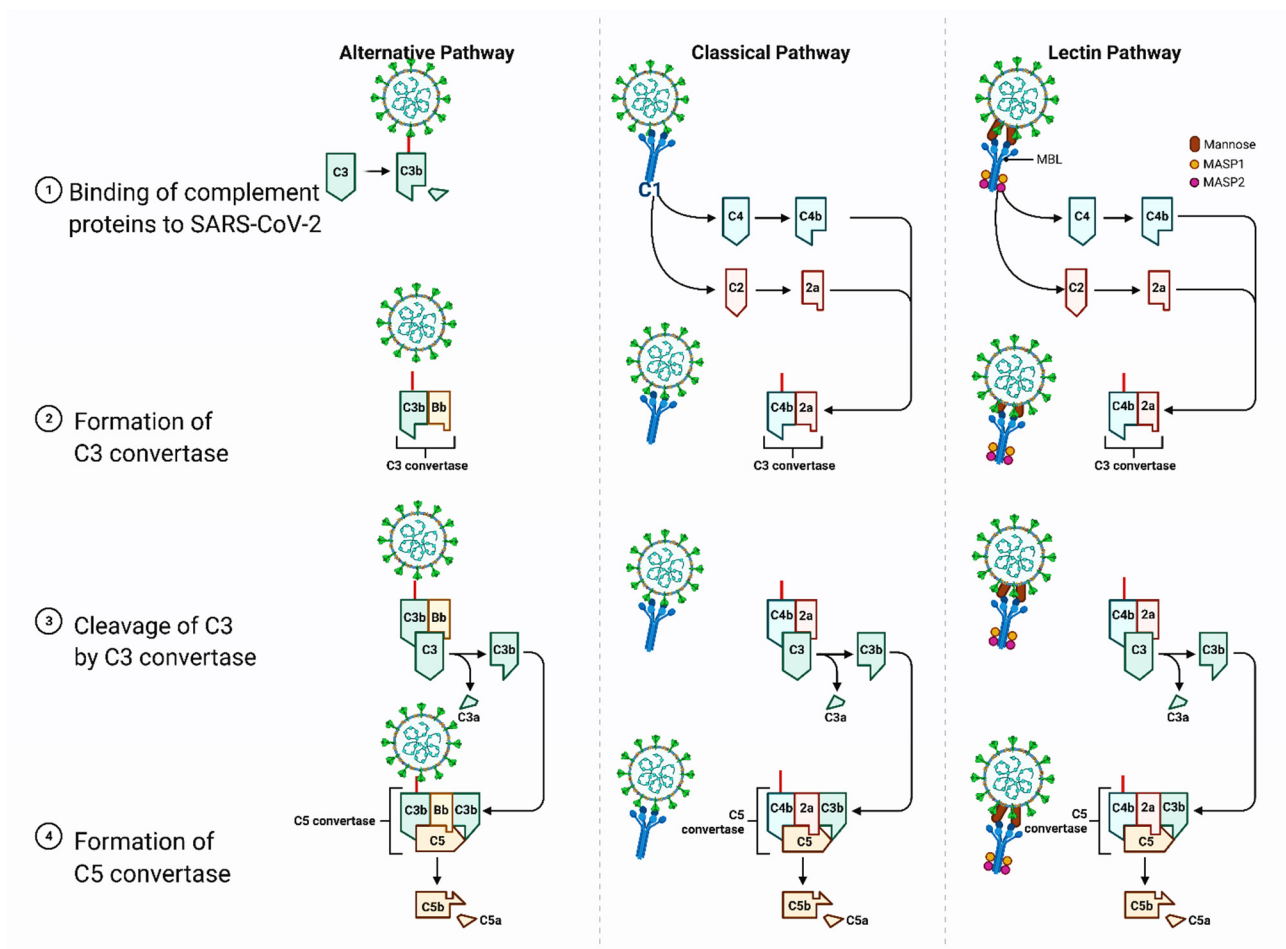 Alternative Pathway
Classical Pathway
Lectin Pathway
① Binding of complement
proteins to SARS-CoV-2
C3
C3b
C1
C4
C4b
C2
2a
MBL
Mannose
MASP1
MASP2
C4
C4b
C2
2a
② Formation of
C3 convertase
C3b
Bb
C3 convertase
C4b
2a
C3 convertase
C4b
2a
C3 convertase
③ Cleavage of C3
by C3 convertase
C3b
Bb
C3
C3b
C3a
C4b
2a
C3
C3b
C3a
C4b
2a
C3
C3b
C3a
④ Formation of
C5 convertase
C5 convertase
C3b
Bb
C3b
C5
C5b
C5a
C5
convertase
C4b
2a
C3b
C5
C5b
C5a
C5
convertase
C4b
2a
C3b
C5
C5b
C5a